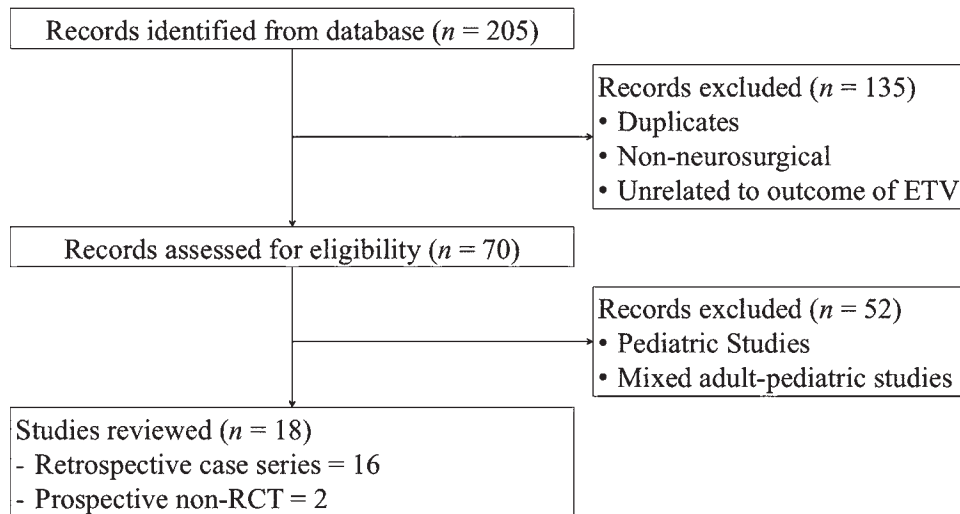 Records identified from database (n = 205)
Records excluded (n = 135)
• Duplicates
• Non-neurosurgical
• Unrelated to outcome of ETV
Records assessed for eligibility (n = 70)
Records excluded (n = 52)
• Pediatric Studies
• Mixed adult-pediatric studies
Studies reviewed (n = 18)
- Retrospective case series = 16
- Prospective non-RCT = 2